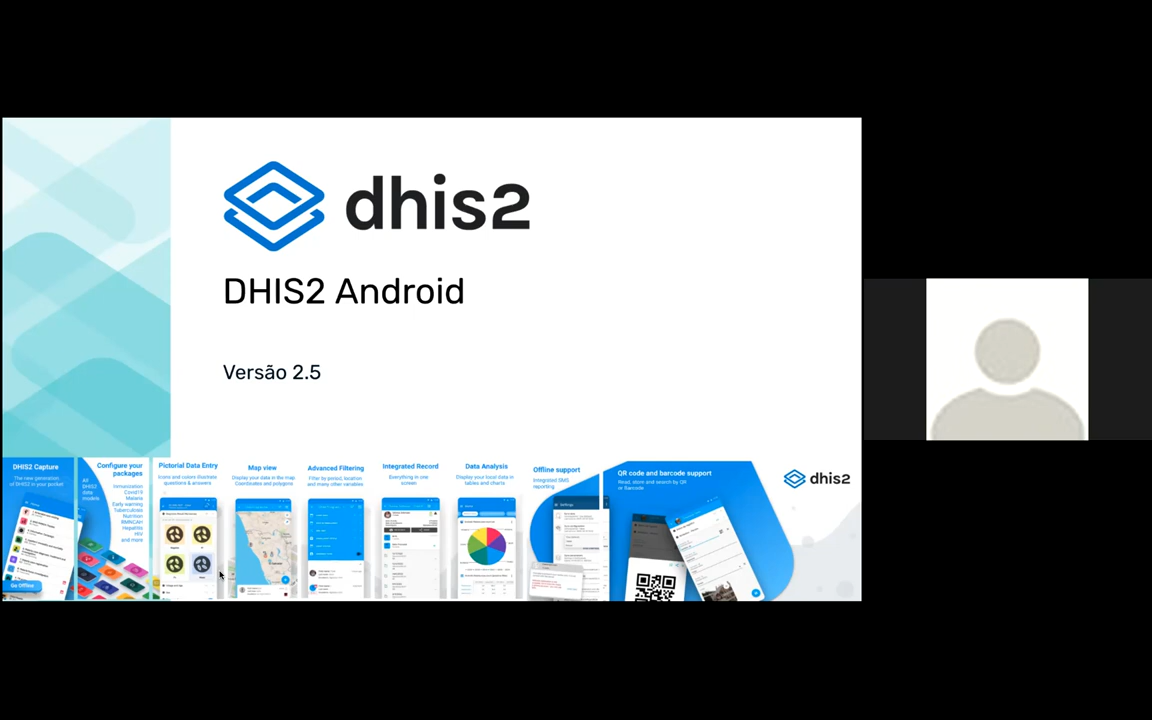 dhis2
DHIS2 Android
Versão 2.5
DHIS2 Capture
The new generation
of DHIS2 in your pocket
Go Offline
Configure your
packages
All
DHIS2
data
models
Immunization
Covid19
Malaria
Early warning
Tuberculosis
Nutrition
RMNCAH
Hepatitis
HIV
and more
Pictorial Data Entry
Icons and colors illustrate
questions & answers
Map view
Display your data in the map.
Coordinates and polygons
Advanced Filtering
Filter by period, location
and many other variables
Integrated Record
Everything in one
screen
Data Analysis
Display your local data in
tables and charts
Offline support
Integrated SMS
reporting
Settings
QR code and barcode support
Read, store and search by QR
or Barcode
dhis2